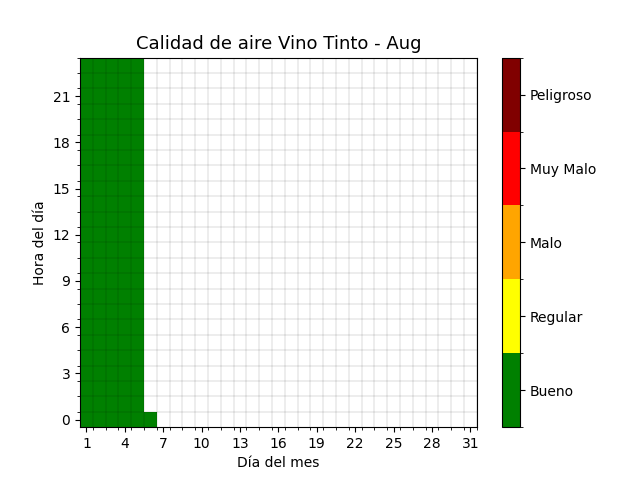 Calidad de aire Vino Tinto - Aug
Hora del día
21
18
15
12
9
6
3
0
1 4 7 10 13 16 19 22 25 28 31
Día del mes
Peligroso
Muy Malo
Malo
Regular
Bueno